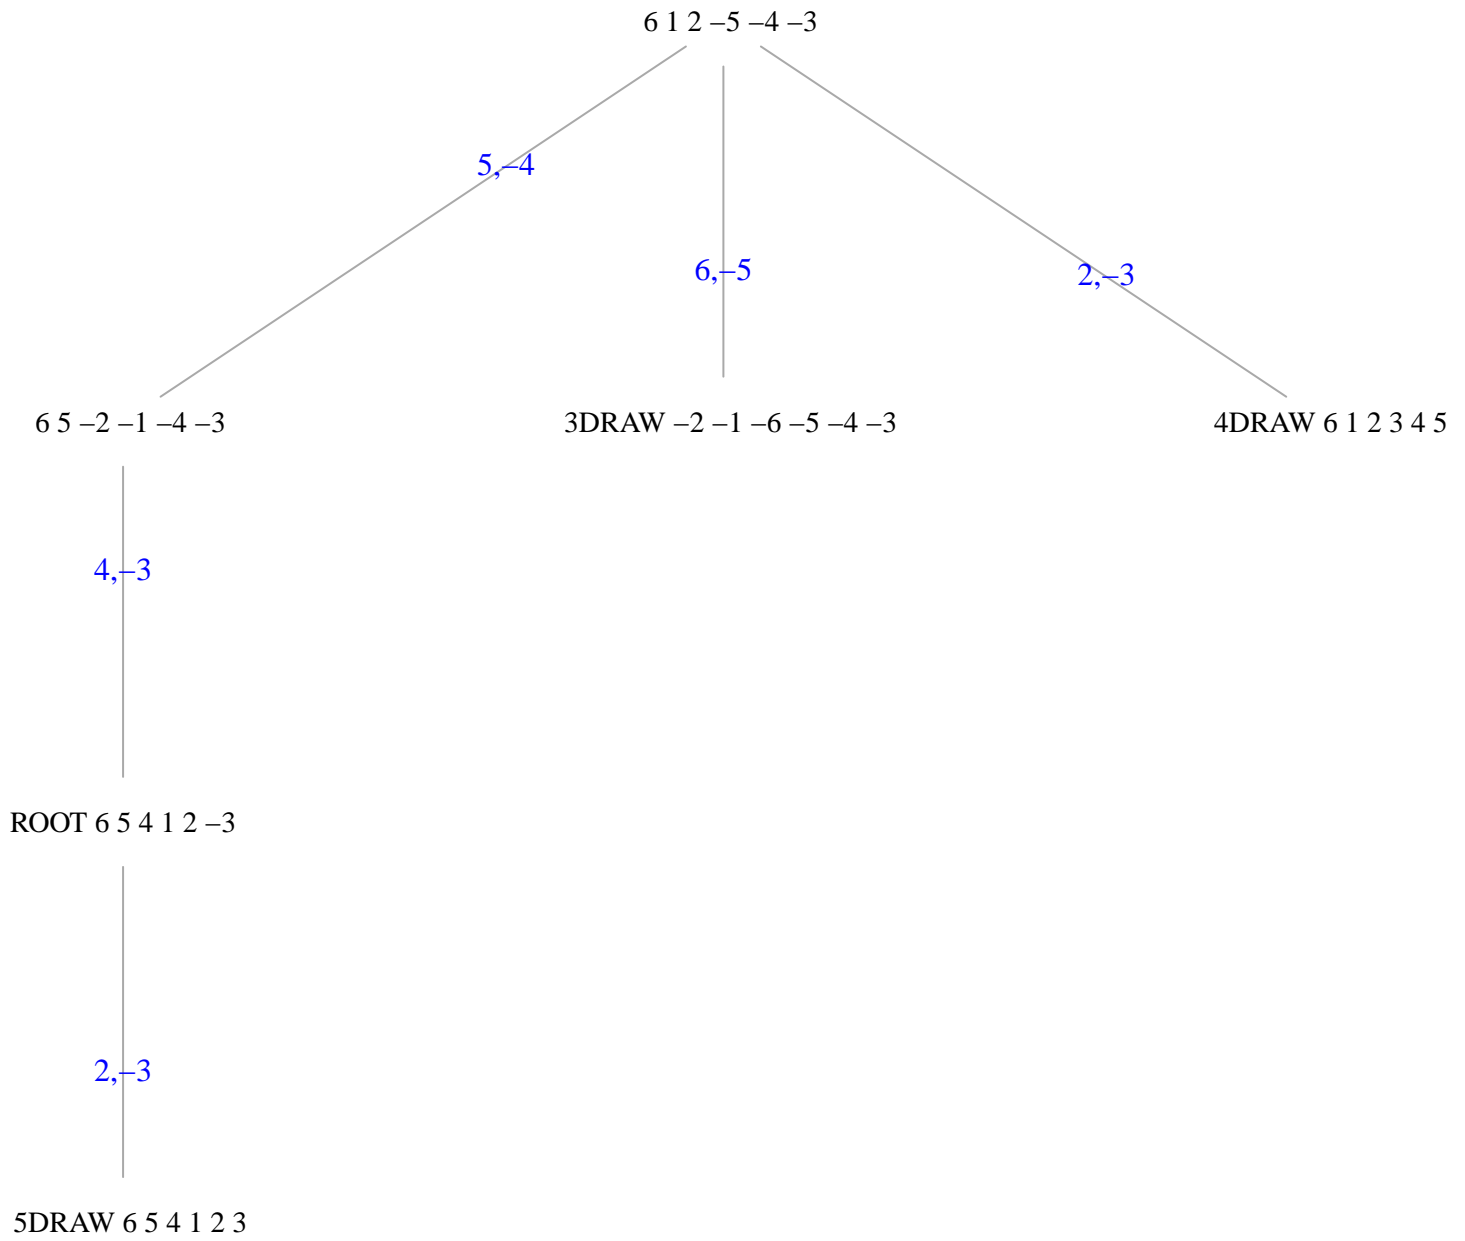 6 1 2 –5 –4 –3
5,–4
6,–5
2,–3
6 5 –2 –1 –4 –3
3DRAW –2 –1 –6 –5 –4 –3
4DRAW 6 1 2 3 4 5
4,–3
ROOT 6 5 4 1 2 –3
2,–3
5DRAW 6 5 4 1 2 3